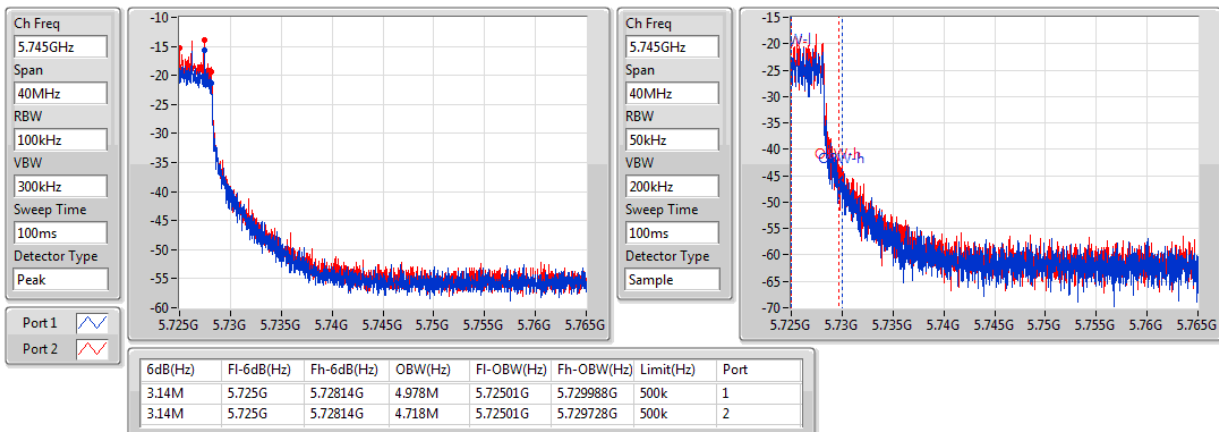 Ch Freq
5.745GHz
Span
40MHz
RBW
100kHz
VBW
300kHz
Sweep Time
100ms
Detector Type
Peak
Port 1
Port 2
-10
-15
-20
-25
-30
-35
-40
-45
-50
-55
-60
5.725G 5.73G 5.735G 5.74G 5.745G 5.75G 5.755G 5.76G 5.765G
Ch Freq
5.745GHz
Span
40MHz
RBW
50kHz
VBW
200kHz
Sweep Time
100ms
Detector Type
Sample
-15
-20
-25
-30
-35
-40
-45
-50
-55
-60
-65
-70
5.725G 5.73G 5.735G 5.74G 5.745G 5.75G 5.755G 5.76G 5.765G
6dB(Hz) Fl-6dB(Hz) Fh-6dB(Hz) OBW(Hz) Fl-OBW(Hz) Fh-OBW(Hz) Limit(Hz) Port
3.14M 5.725G 5.72814G 4.978M 5.72501G 5.729988G 500k 1
3.14M 5.725G 5.72814G 4.718M 5.72501G 5.729728G 500k 2